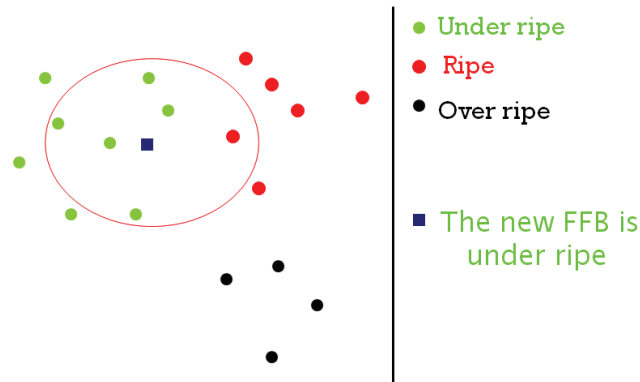 Under ripe
Ripe
Over ripe
The new FFB is
under ripe